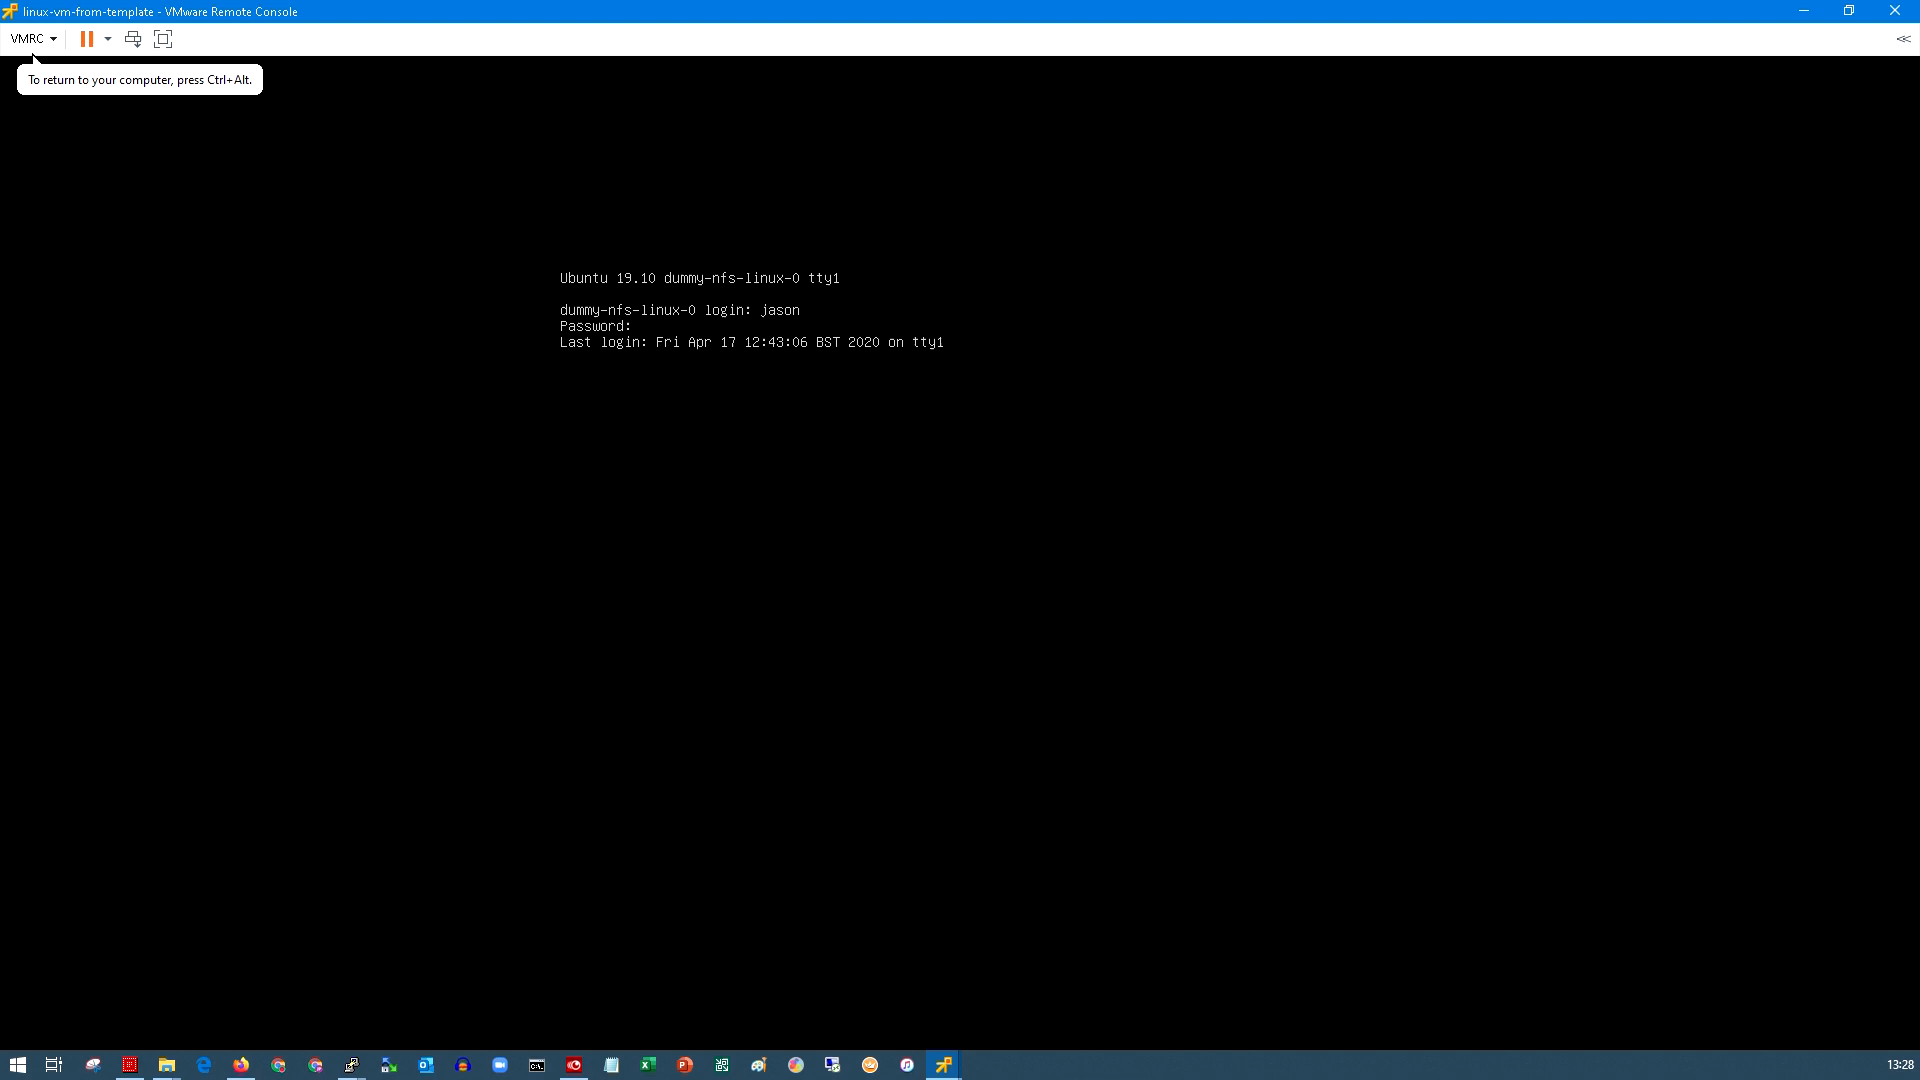 linux-vm-from-template - VMware Remote Console
VMRC
To return to your computer, press Ctrl+Alt.
Ubuntu 19.10 dummy-nfs-linux-0 tty1
dummy-nfs-linux-0 login: jason
Password:
Last login: Fri Apr 17 12:43:06 BST 2020 on tty1
13:28